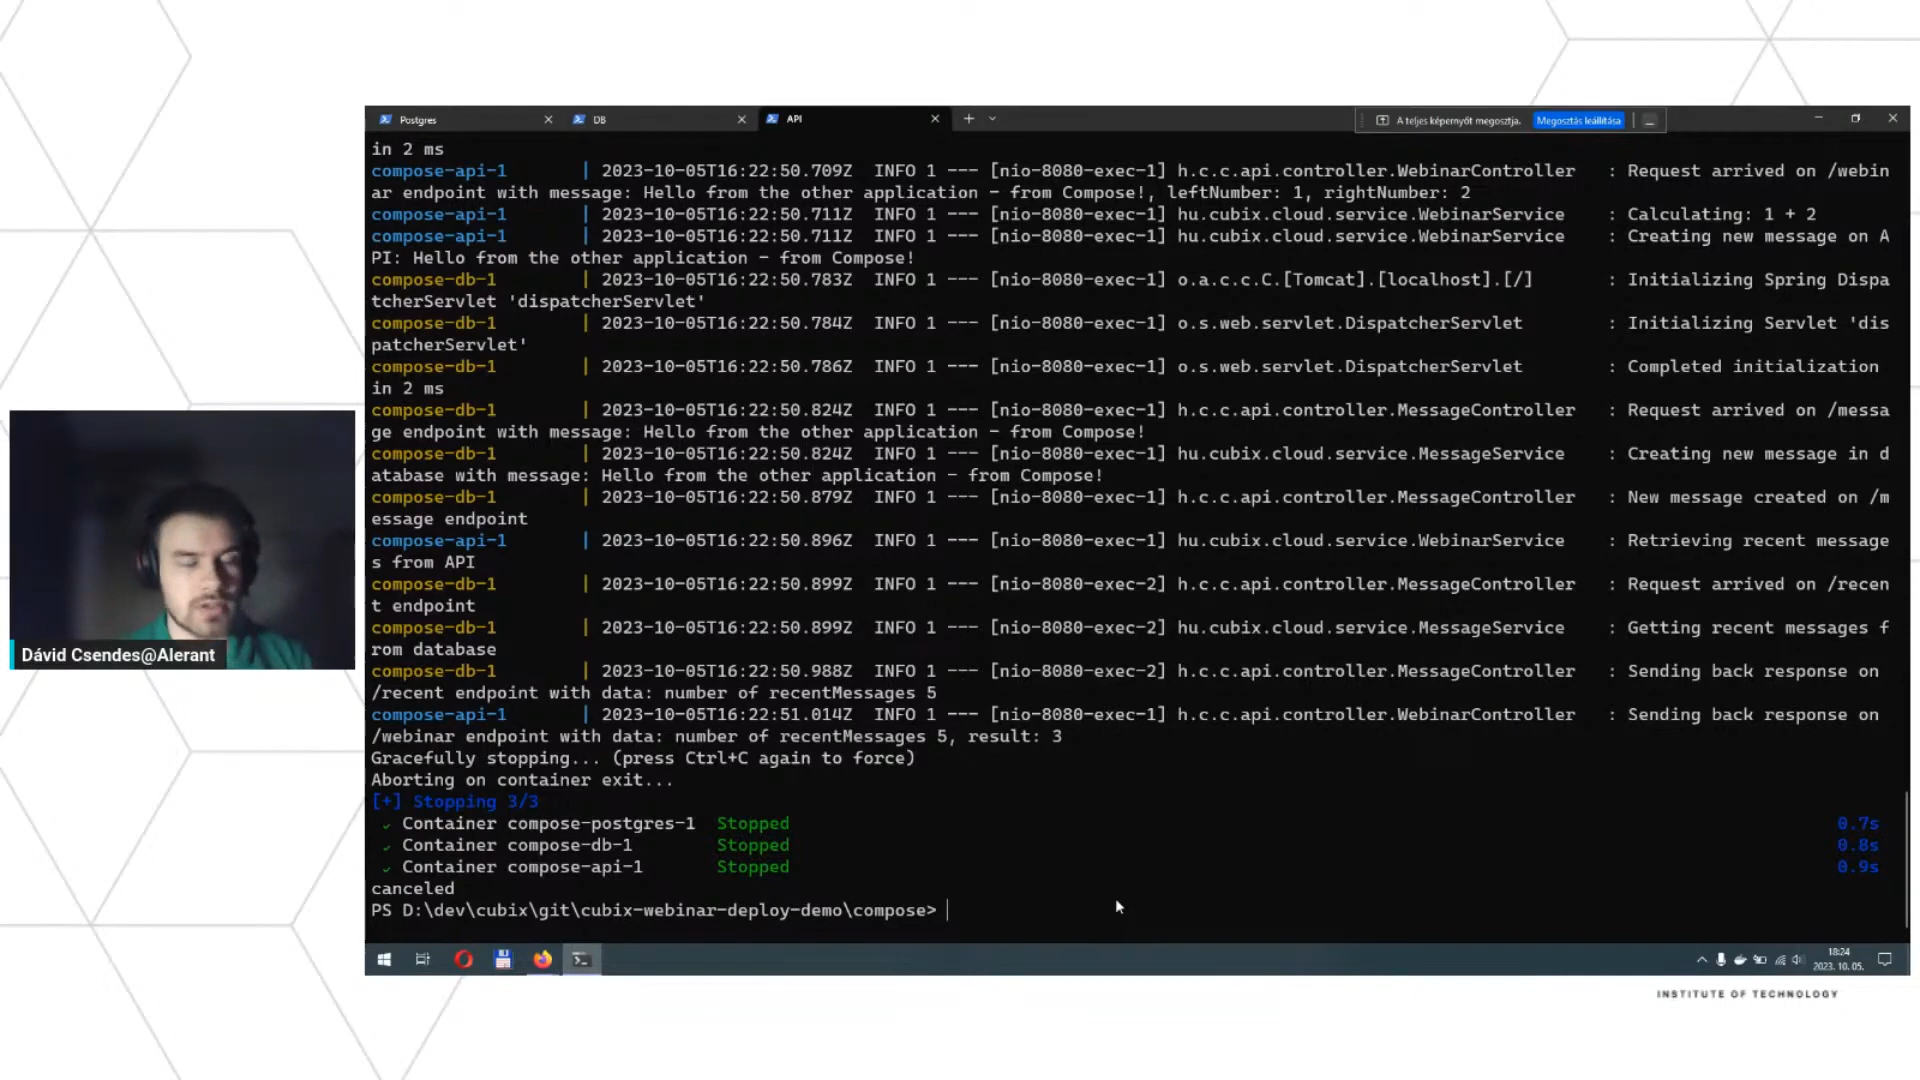 Postgres
DB
API
A teljes képernyőt megosztja.
Megosztás leállítása
in 2 ms
compose-api-1 | 2023-10-05T16:22:50.709Z INFO 1 --- [nio-8080-exec-1] h.c.c.api.controller.WebinarController : Request arrived on /webin
ar endpoint with message: Hello from the other application - from Compose!, leftNumber: 1, rightNumber: 2
compose-api-1 | 2023-10-05T16:22:50.711Z INFO 1 --- [nio-8080-exec-1] hu.cubix.cloud.service.WebinarService : Calculating: 1 + 2
compose-api-1 | 2023-10-05T16:22:50.711Z INFO 1 --- [nio-8080-exec-1] hu.cubix.cloud.service.WebinarService : Creating new message on A
PI: Hello from the other application - from Compose!
compose-db-1 | 2023-10-05T16:22:50.783Z INFO 1 --- [nio-8080-exec-1] o.a.c.c.C.[Tomcat].[localhost].[/] : Initializing Spring Dispa
tcherServlet 'dispatcherServlet'
compose-db-1 | 2023-10-05T16:22:50.784Z INFO 1 --- [nio-8080-exec-1] o.s.web.servlet.DispatcherServlet : Initializing Servlet 'dis
patcherServlet'
compose-db-1 | 2023-10-05T16:22:50.786Z INFO 1 --- [nio-8080-exec-1] o.s.web.servlet.DispatcherServlet : Completed initialization
in 2 ms
compose-db-1 | 2023-10-05T16:22:50.824Z INFO 1 --- [nio-8080-exec-1] h.c.c.api.controller.MessageController : Request arrived on /messa
ge endpoint with message: Hello from the other application - from Compose!
compose-db-1 | 2023-10-05T16:22:50.824Z INFO 1 --- [nio-8080-exec-1] hu.cubix.cloud.service.MessageService : Creating new message in d
atabase with message: Hello from the other application - from Compose!
compose-db-1 | 2023-10-05T16:22:50.879Z INFO 1 --- [nio-8080-exec-1] h.c.c.api.controller.MessageController : New message created on /m
essage endpoint
compose-api-1 | 2023-10-05T16:22:50.896Z INFO 1 --- [nio-8080-exec-1] hu.cubix.cloud.service.WebinarService : Retrieving recent message
s from API
compose-db-1 | 2023-10-05T16:22:50.899Z INFO 1 --- [nio-8080-exec-2] h.c.c.api.controller.MessageController : Request arrived on /recen
t endpoint
compose-db-1 | 2023-10-05T16:22:50.899Z INFO 1 --- [nio-8080-exec-2] hu.cubix.cloud.service.MessageService : Getting recent messages f
rom database
compose-db-1 | 2023-10-05T16:22:50.988Z INFO 1 --- [nio-8080-exec-2] h.c.c.api.controller.MessageController : Sending back response on
/recent endpoint with data: number of recentMessages 5
compose-api-1 | 2023-10-05T16:22:51.014Z INFO 1 --- [nio-8080-exec-1] h.c.c.api.controller.WebinarController : Sending back response on
/webinar endpoint with data: number of recentMessages 5, result: 3
Gracefully stopping... (press Ctrl+C again to force)
Aborting on container exit...
[+] Stopping 3/3
✓ Container compose-postgres-1 Stopped 0.7s
✓ Container compose-db-1 Stopped 0.8s
✓ Container compose-api-1 Stopped 0.9s
canceled
PS D:\dev\cubix\git\cubix-webinar-deploy-demo\compose>
Dávid Csendes@Alerant
18:24
2023. 10. 05.
INSTITUTE OF TECHNOLOGY